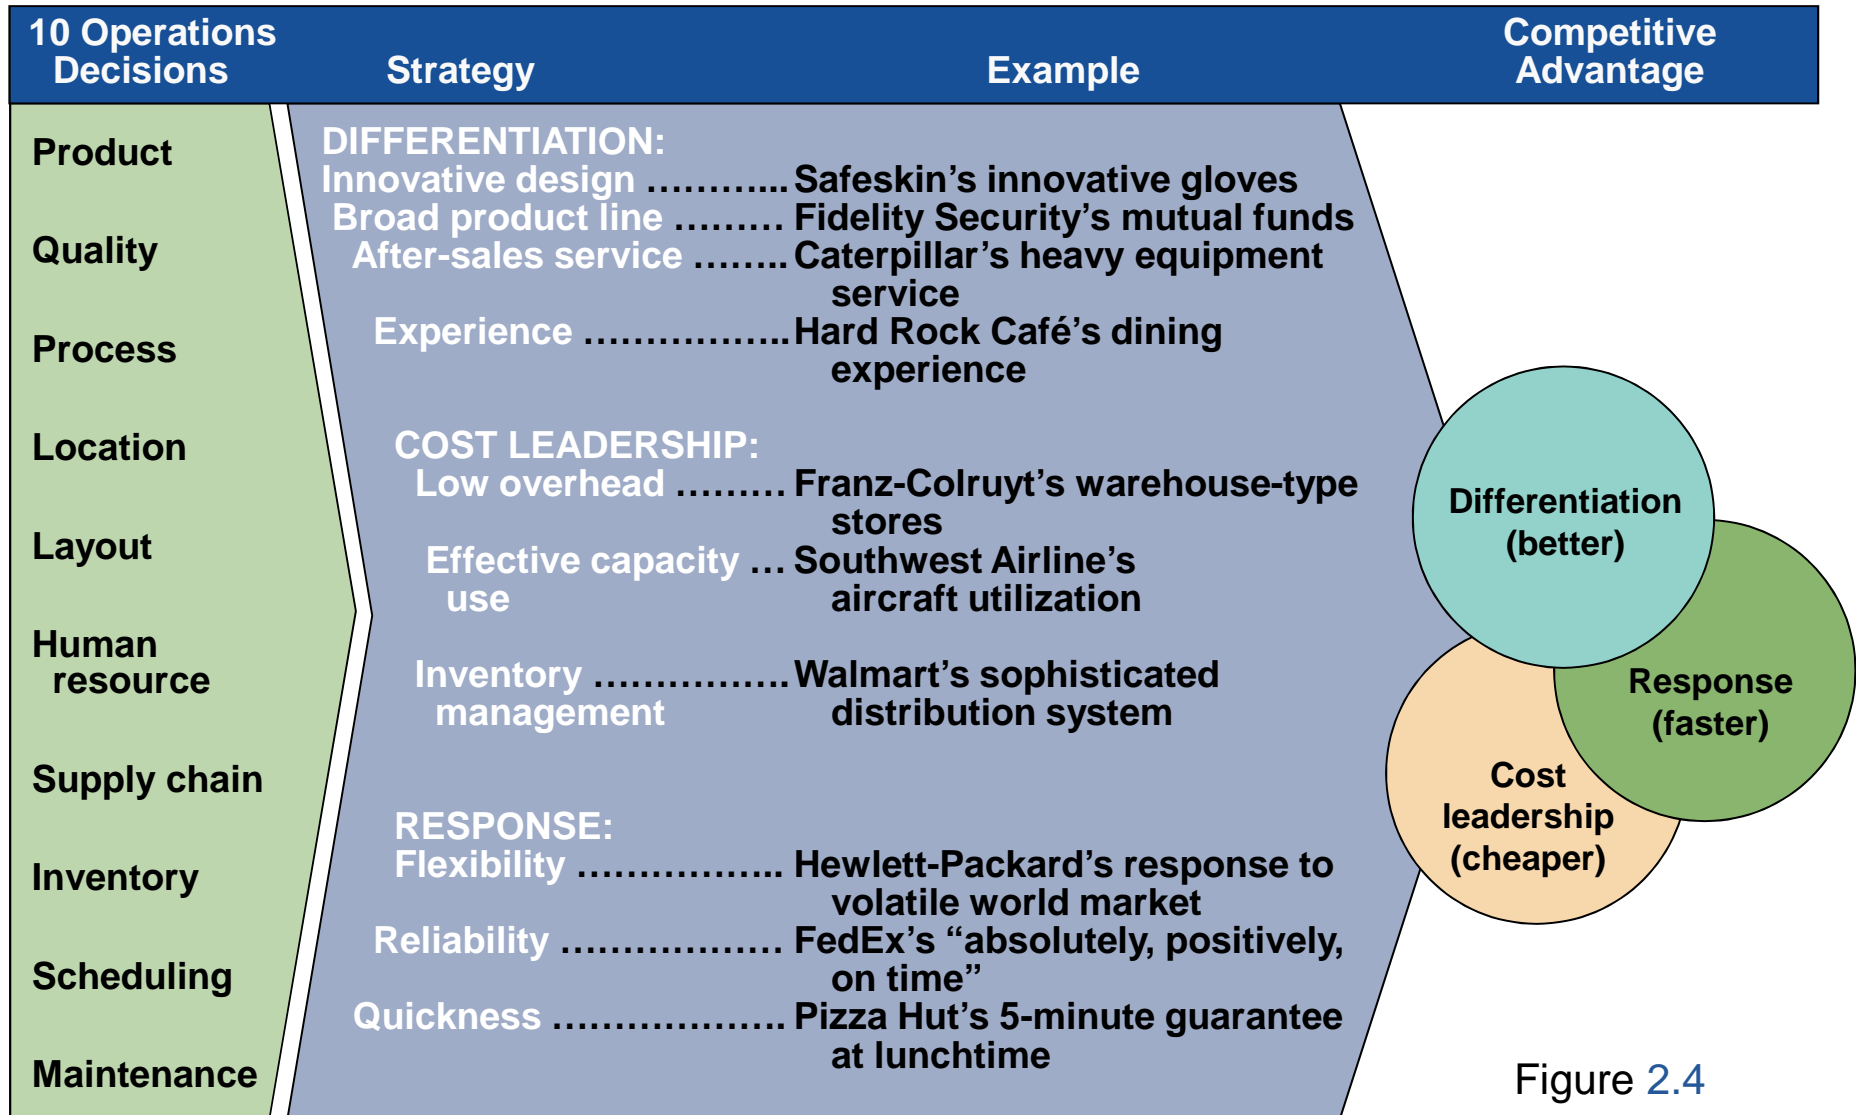 10 Operations
Decisions
Strategy
Example
Competitive
Advantage
Product
Quality
Process
Location
Layout
Human
resource
Supply chain
Inventory
Scheduling
Maintenance
DIFFERENTIATION:
Innovative design ………... Safeskin’s innovative gloves
Broad product line ……… Fidelity Security’s mutual funds
After-sales service …….. Caterpillar’s heavy equipment
service
Experience …………….. Hard Rock Café’s dining
experience
COST LEADERSHIP:
Low overhead ……… Franz-Colruyt’s warehouse-type
stores
Effective capacity … Southwest Airline’s
use aircraft utilization
Inventory ……………. Walmart’s sophisticated
management distribution system
RESPONSE:
Flexibility …………….. Hewlett-Packard’s response to
volatile world market
Reliability ……………… FedEx’s “absolutely, positively,
on time”
Quickness ………………. Pizza Hut’s 5-minute guarantee
at lunchtime
Differentiation
(better)
Response
(faster)
Cost
leadership
(cheaper)
Figure 2.4